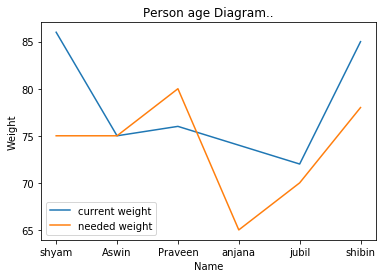 Person age Diagram..
Weight
85
80
75
70
65
current weight
needed weight
shyam Aswin Praveen anjana jubil shibin
Name